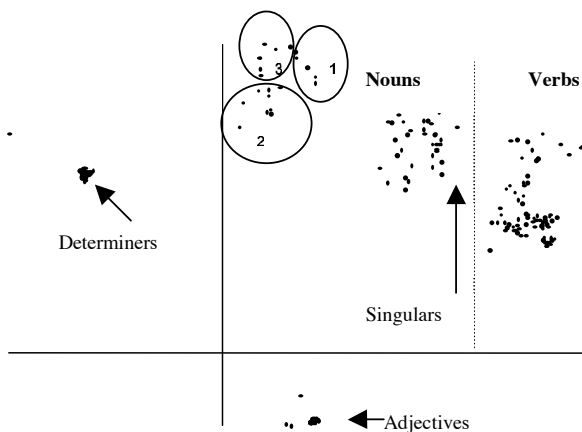 3
1
Nouns Verbs
2
Determiners
Singulars
Adjectives